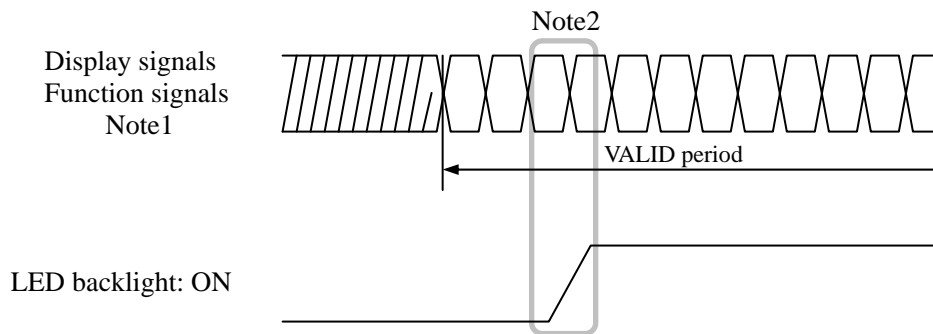 Note2
Display signals
Function signals
Note1
VALID period
LED backlight: ON